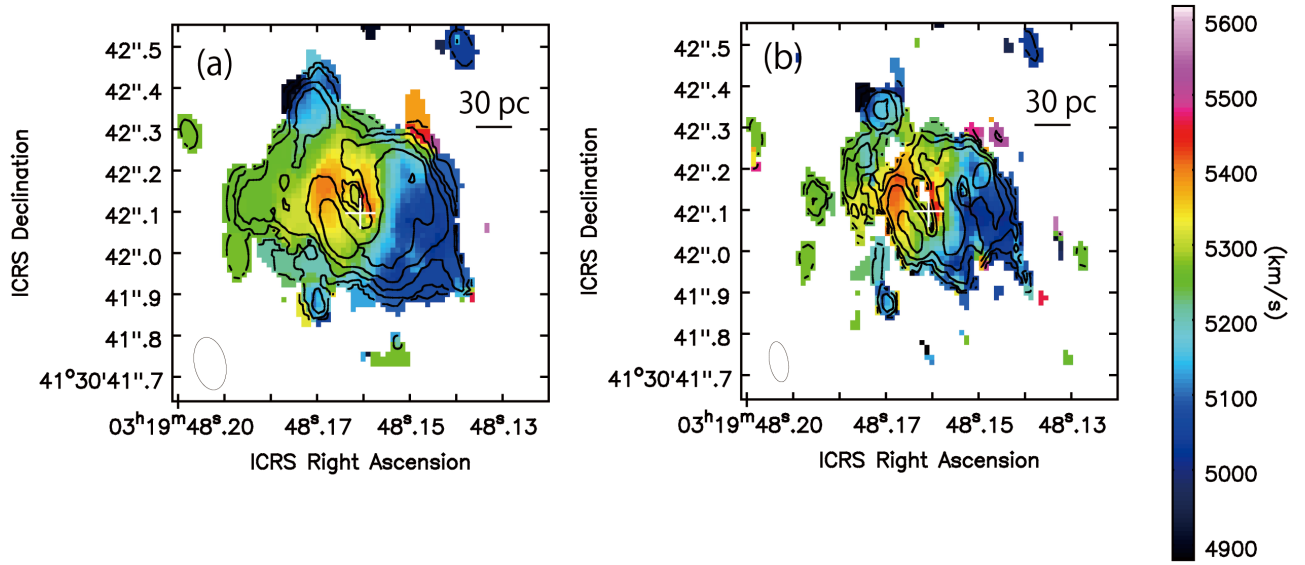 (a)
30 pc
42".5
42".4
42".3
42".2
42".1
42".0
41".9
41".8
41°30'41".7
ICRS Declination
03ʰ19ᵐ48ˢ.20
48ˢ.17
48ˢ.15
48ˢ.13
ICRS Right Ascension
(b)
30 pc
42".5
42".4
42".3
42".2
42".1
42".0
41".9
41".8
41°30'41".7
ICRS Declination
03ʰ19ᵐ48ˢ.20
48ˢ.17
48ˢ.15
48ˢ.13
ICRS Right Ascension
5600
5500
5400
5300
5200
5100
5000
4900
(km/s)